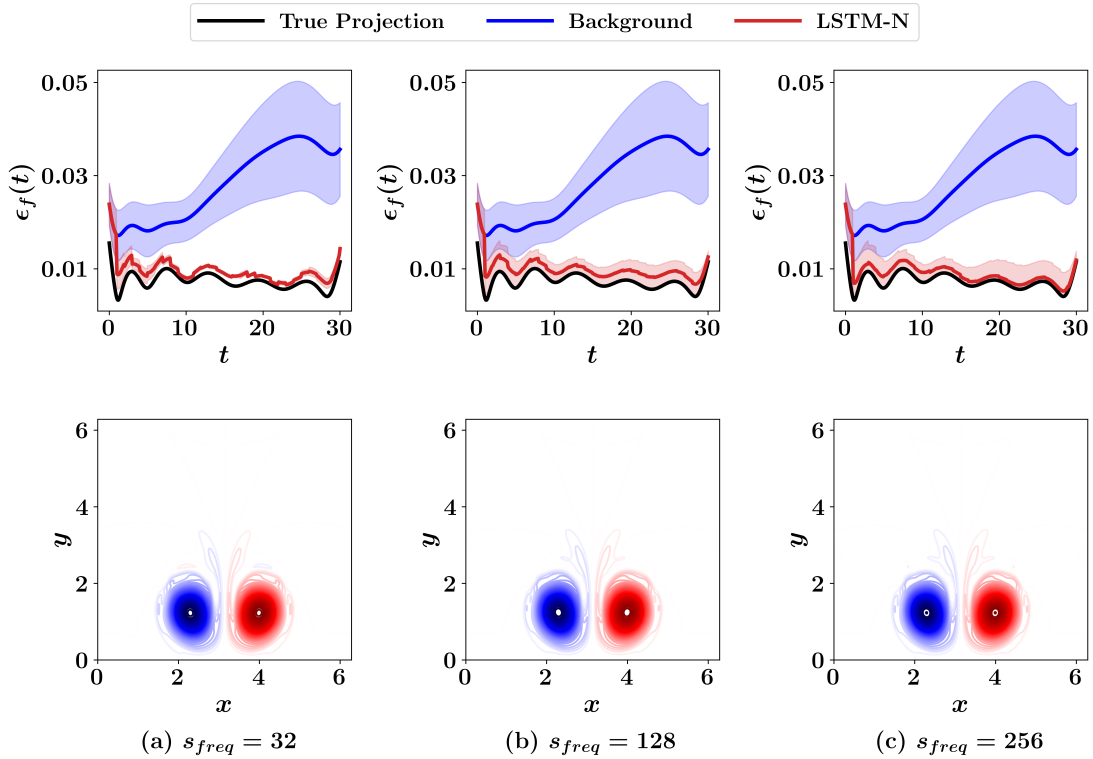 True Projection Background LSTM-N
0.05 0.05 0.05
0.03 0.03 0.03
0.01 0.01 0.01
ϵ_f(t) ϵ_f(t) ϵ_f(t)
0 10 20 30 0 10 20 30 0 10 20 30
t t t
6 6 6
4 4 4
2 2 2
0 0 0
y y y
0 2 4 6 0 2 4 6 0 2 4 6
x x x
(a) s_freq = 32 (b) s_freq = 128 (c) s_freq = 256